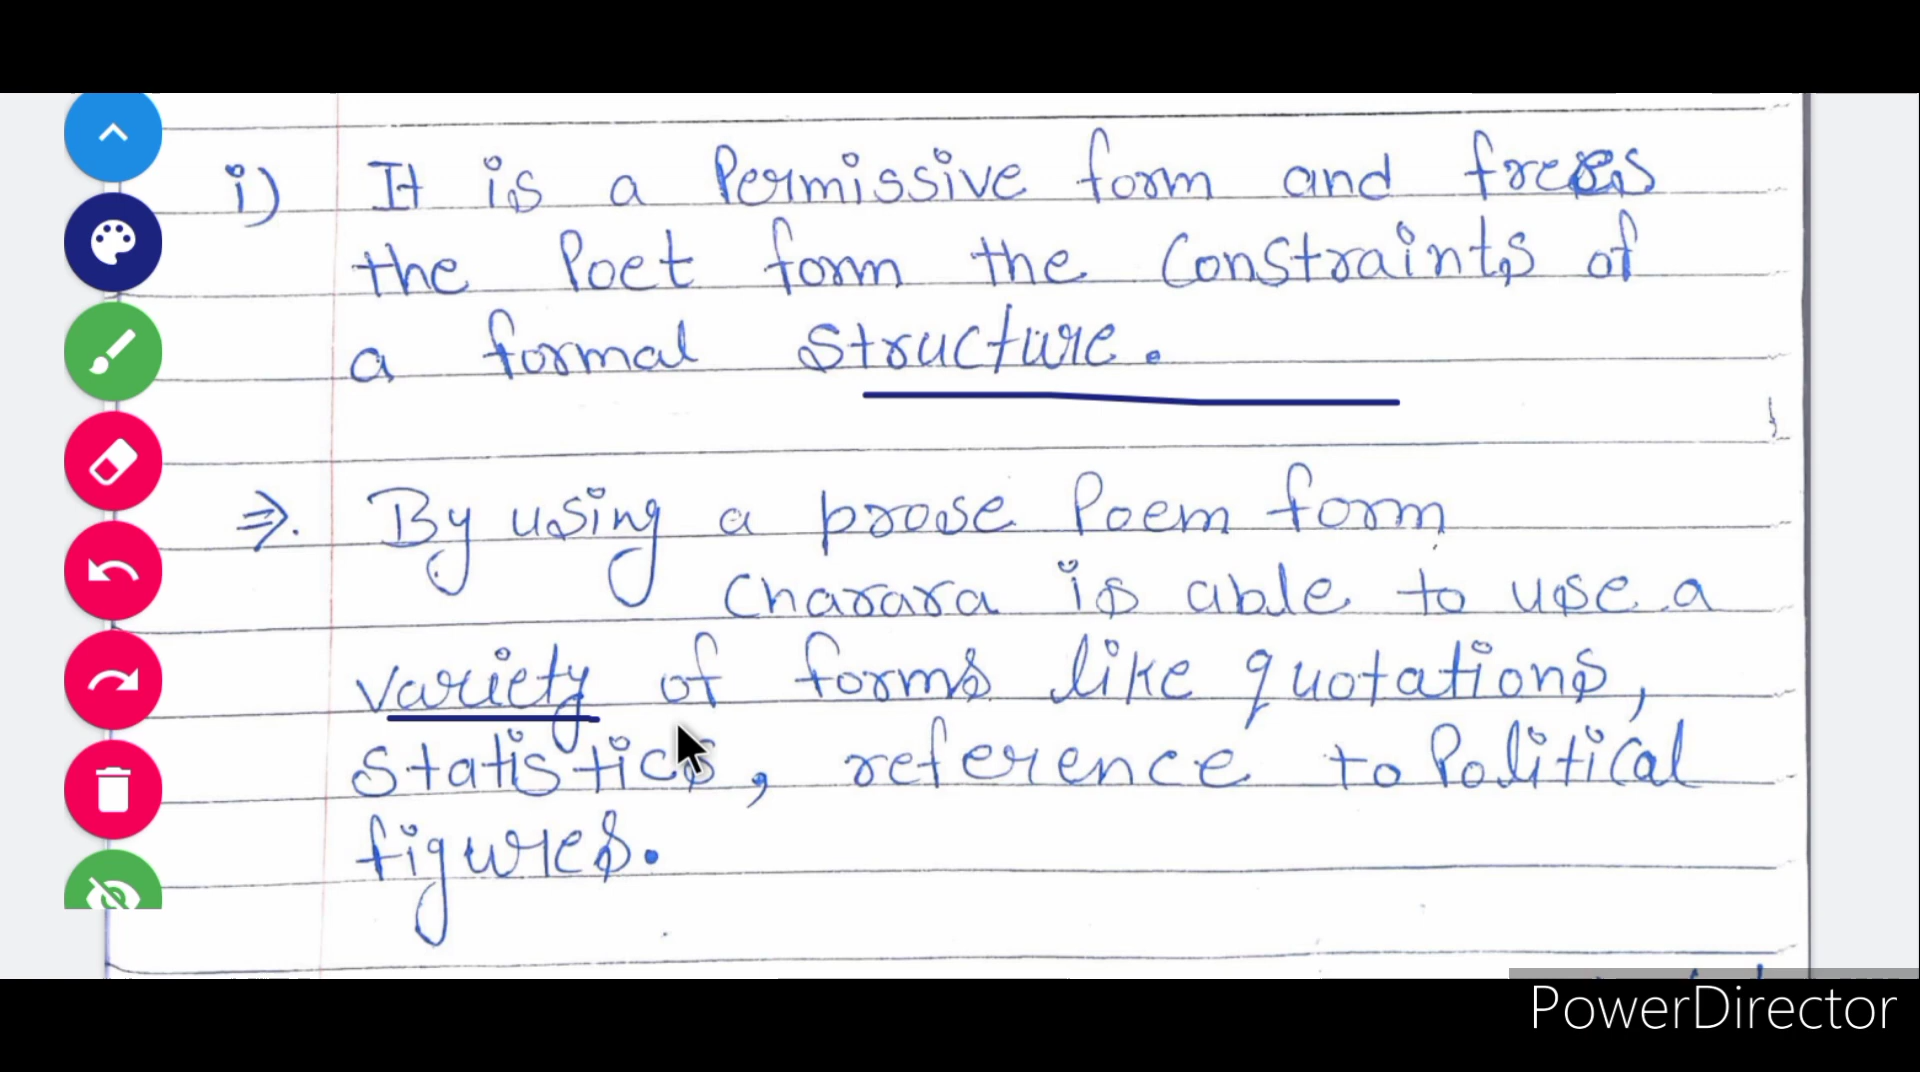 i) It is a Permissive form and frees
the Poet form the Constraints of
a formal structure.
⇒. By using a prose Poem form
Charara is able to use a
variety of forms like quotations,
statistics, reference to Political
figures.
PowerDirector